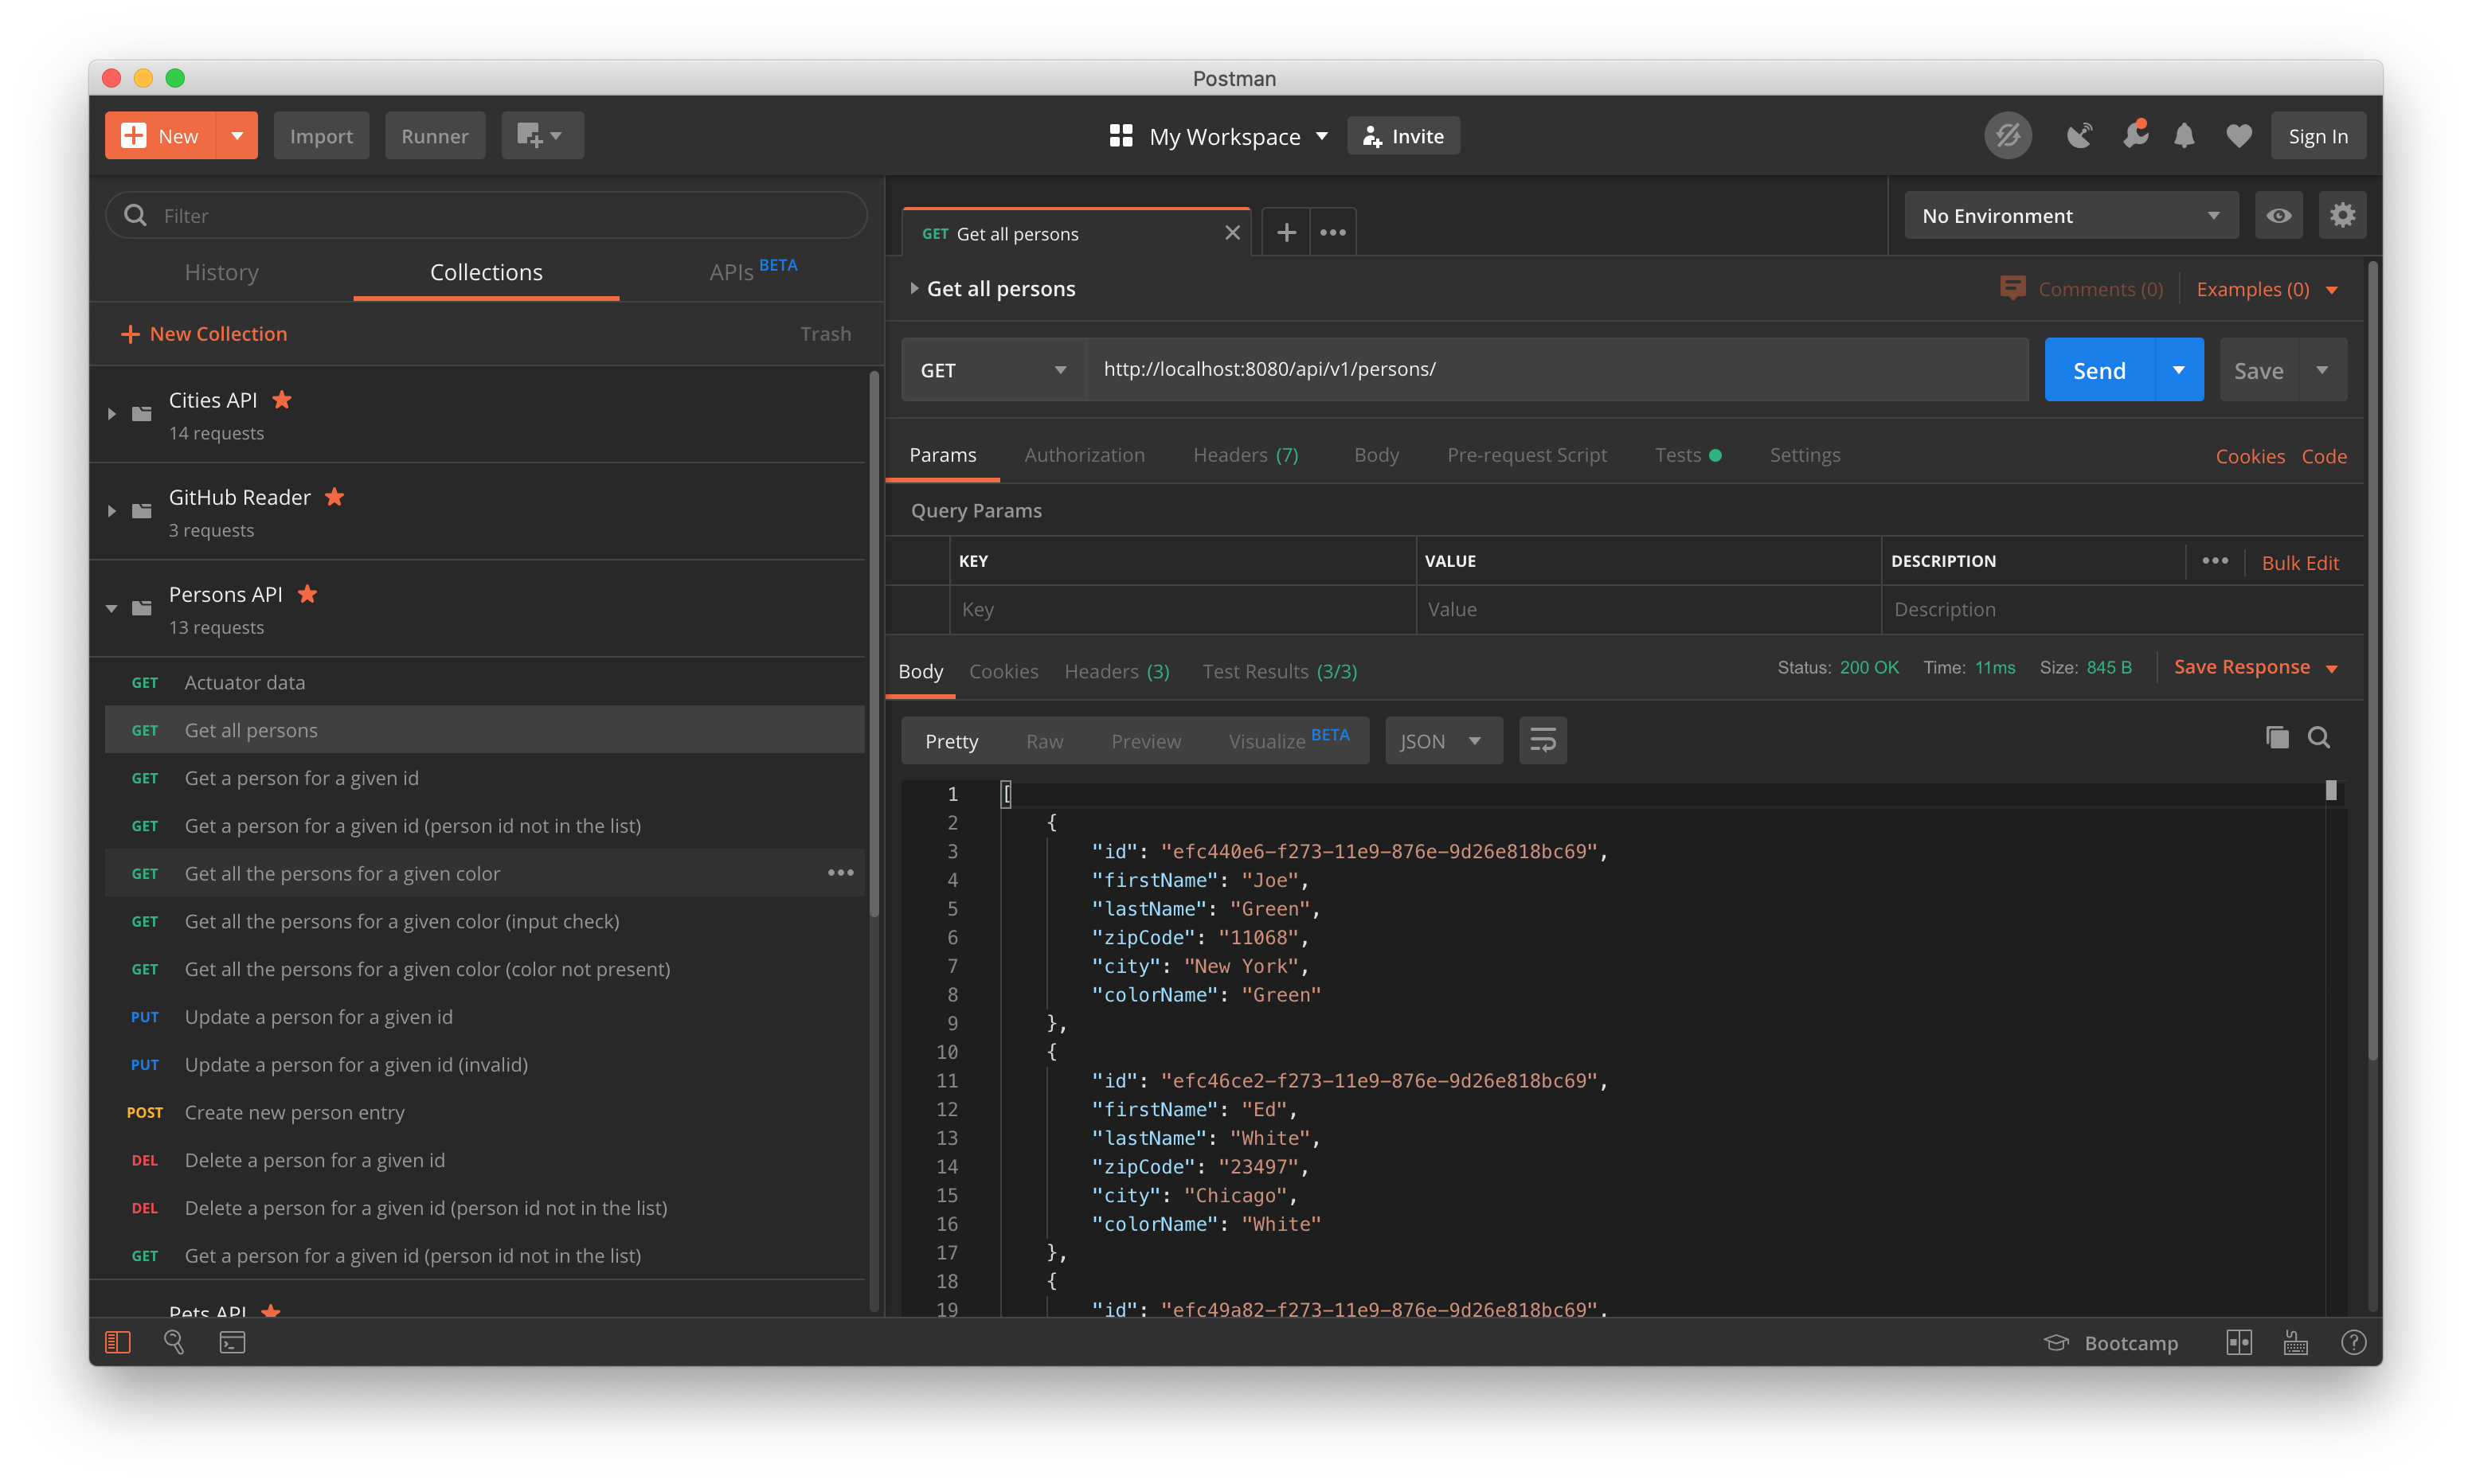 Postman
New Import Runner My Workspace Invite Sign In
Filter
History Collections APIs BETA
New Collection Trash
Cities API
14 requests
GitHub Reader
3 requests
Persons API
13 requests
GET Actuator data
GET Get all persons
GET Get a person for a given id
GET Get a person for a given id (person id not in the list)
GET Get all the persons for a given color
GET Get all the persons for a given color (input check)
GET Get all the persons for a given color (color not present)
PUT Update a person for a given id
PUT Update a person for a given id (invalid)
POST Create new person entry
DEL Delete a person for a given id
DEL Delete a person for a given id (person id not in the list)
GET Get a person for a given id (person id not in the list)
Pets API
GET Get all persons
No Environment
Get all persons
Comments (0) Examples (0)
GET http://localhost:8080/api/v1/persons/ Send Save
Params Authorization Headers (7) Body Pre-request Script Tests Settings Cookies Code
Query Params
KEY VALUE DESCRIPTION Bulk Edit
Key Value Description
Body Cookies Headers (3) Test Results (3/3) Status: 200 OK Time: 11ms Size: 845 B Save Response
Pretty Raw Preview Visualize BETA JSON
1 [
2 {
3 "id": "efc440e6-f273-11e9-876e-9d26e818bc69",
4 "firstName": "Joe",
5 "lastName": "Green",
6 "zipCode": "11068",
7 "city": "New York",
8 "colorName": "Green"
9 },
10 {
11 "id": "efc46ce2-f273-11e9-876e-9d26e818bc69",
12 "firstName": "Ed",
13 "lastName": "White",
14 "zipCode": "23497",
15 "city": "Chicago",
16 "colorName": "White"
17 },
18 {
19 "id": "efc49a82-f273-11e9-876e-9d26e818bc69",
Bootcamp